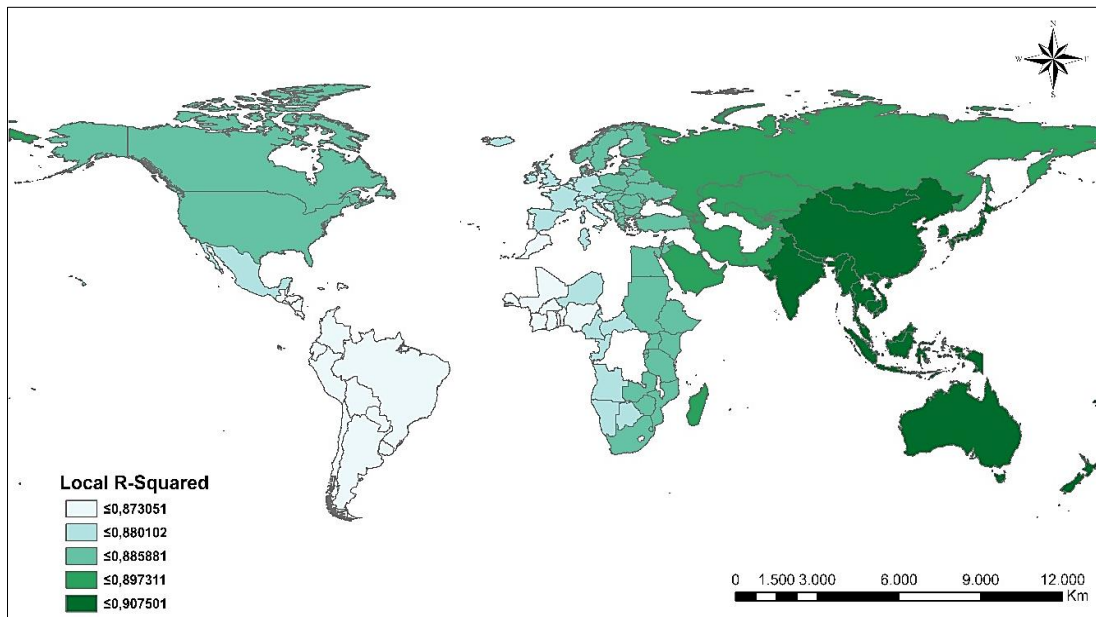 N
W
S
Local R-Squared
≤0,873051
≤0,880102
≤0,885881
≤0,897311
≤0,907501
0 1.500 3.000 6.000 9.000 12.000
Km